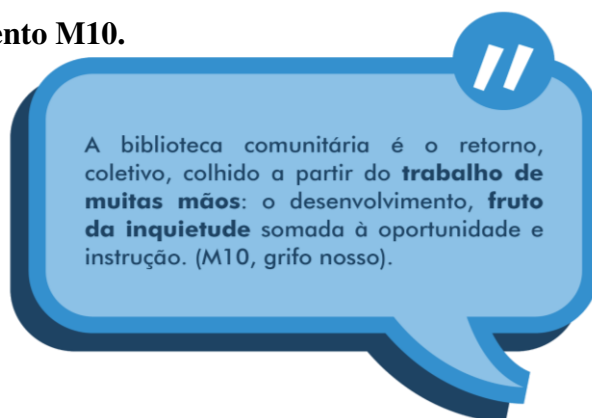 ento M10.
A biblioteca comunitária é o retorno,
coletivo, colhido a partir do trabalho de
muitas mãos: o desenvolvimento, fruto
da inquietude somada à oportunidade e
instrução. (M10, grifo nosso).